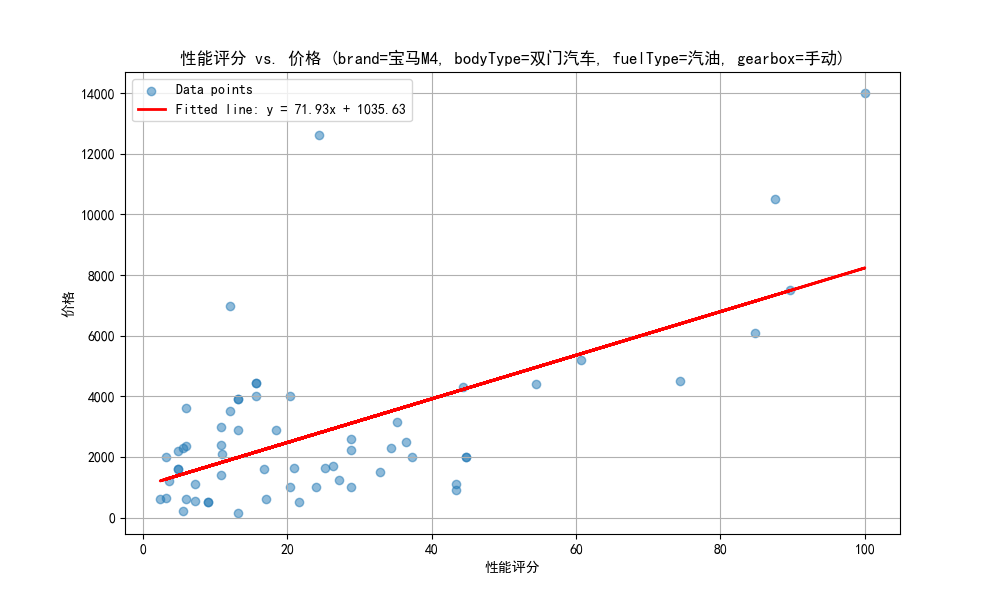 性能评分 vs. 价格 (brand=宝马M4, bodyType=双门汽车, fuelType=汽油, gearbox=手动)
Data points
Fitted line: y = 71.93x + 1035.63
14000
12000
10000
8000
6000
4000
2000
0
价格
0 20 40 60 80 100
性能评分